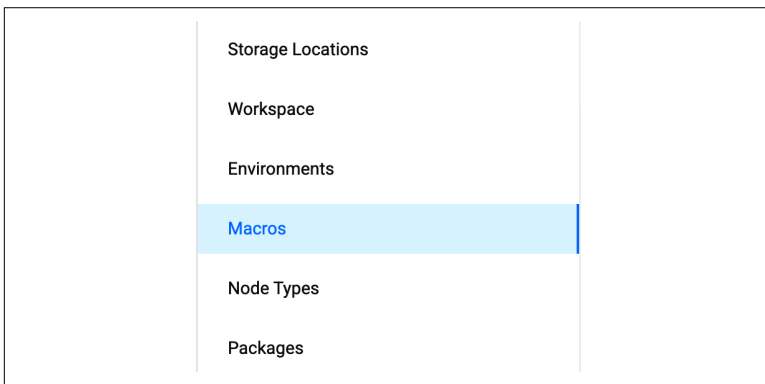 Storage Locations
Workspace
Environments
Macros
Node Types
Packages